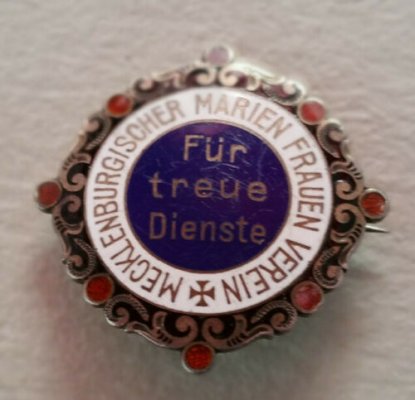 MECKLENBURGISCHER MARIEN FRAUEN VEREIN
Für
treue
Dienste